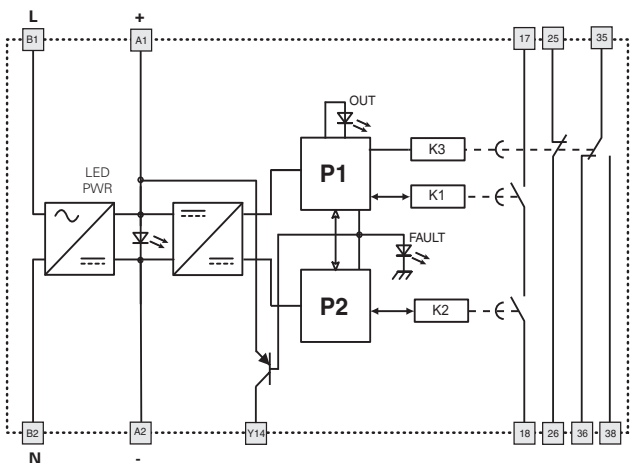 L +
B1 A1 17 25 35
OUT
K3
P1
LED
PWR
K1
FAULT
P2
K2
B2 A2 Y14 18 26 36 38
N -